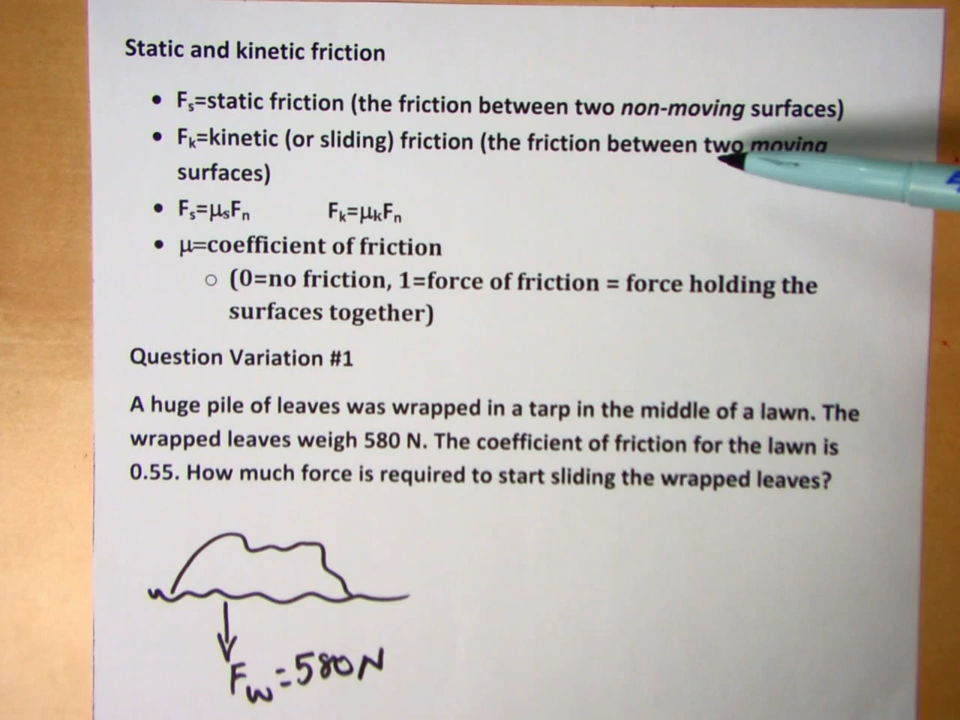 Static and kinetic friction
• Fs=static friction (the friction between two non-moving surfaces)
• Fk=kinetic (or sliding) friction (the friction between two moving
surfaces)
• Fs=μsFn Fk=μkFn
• μ=coefficient of friction
○ (0=no friction, 1=force of friction = force holding the
surfaces together)
Question Variation #1
A huge pile of leaves was wrapped in a tarp in the middle of a lawn. The
wrapped leaves weigh 580 N. The coefficient of friction for the lawn is
0.55. How much force is required to start sliding the wrapped leaves?
Fw=580N